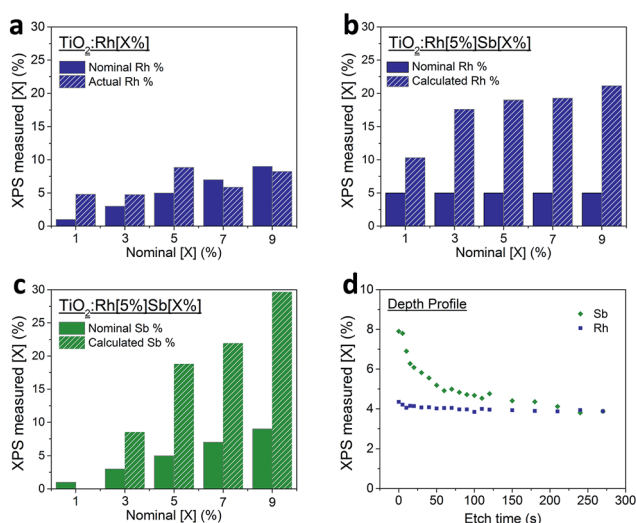 a
TiO2:Rh[X%]
Nominal Rh %
Actual Rh %
XPS measured [X] (%)
30
25
20
15
10
5
0
1 3 5 7 9
Nominal [X] (%)
b
TiO2:Rh[5%]Sb[X%]
Nominal Rh %
Calculated Rh %
XPS measured [X] (%)
30
25
20
15
10
5
0
1 3 5 7 9
Nominal [X] (%)
c
TiO2:Rh[5%]Sb[X%]
Nominal Sb %
Calculated Sb %
XPS measured [X] (%)
30
25
20
15
10
5
0
1 3 5 7 9
Nominal [X] (%)
d
Depth Profile
Sb
Rh
XPS measured [X] (%)
10
8
6
4
2
0
0 50 100 150 200 250 300
Etch time (s)